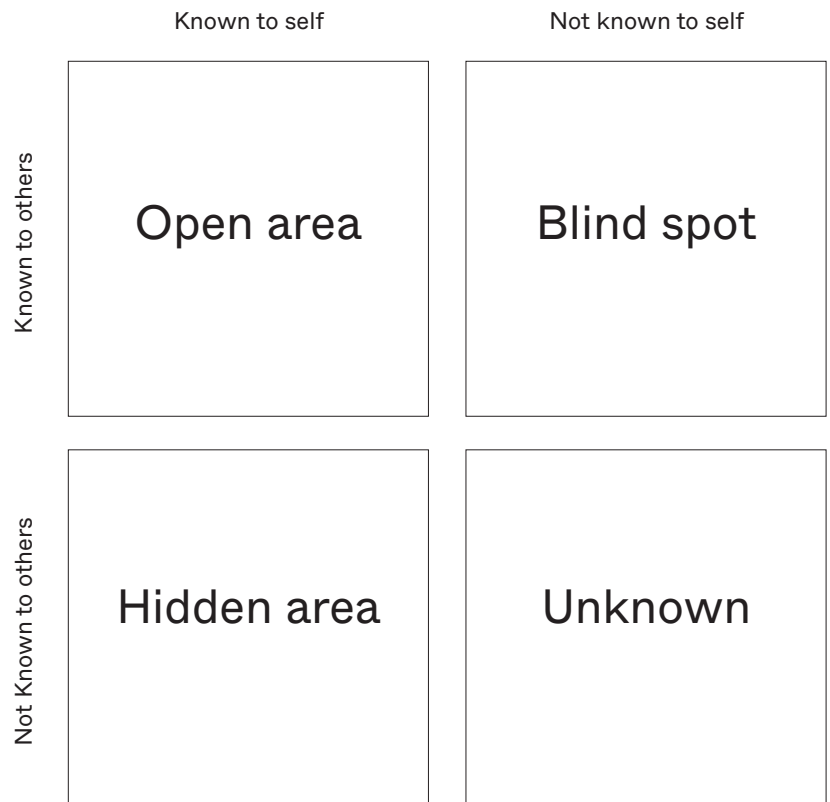 Known to self
Not known to self
Known to others
Open area
Blind spot
Not Known to others
Hidden area
Unknown